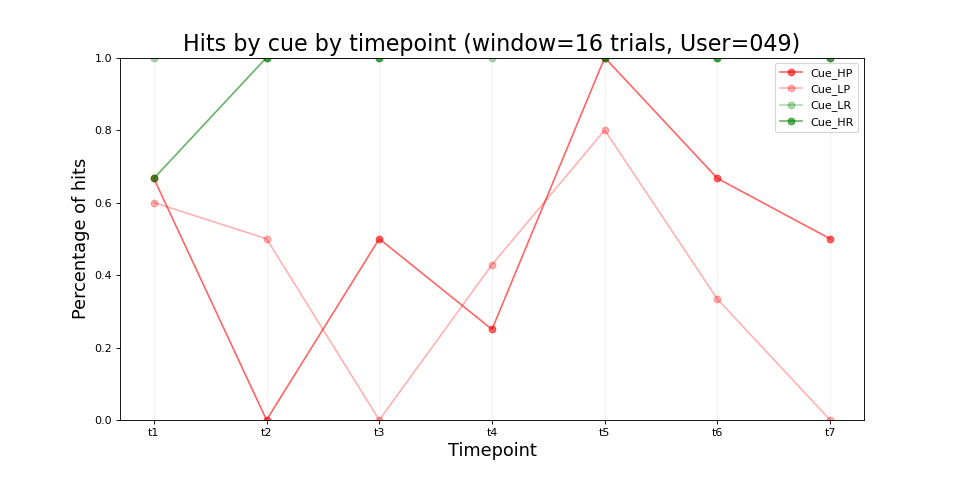 Hits by cue by timepoint (window=16 trials, User=049)
Percentage of hits
1.0
0.8
0.6
0.4
0.2
0.0
Cue_HP
Cue_LP
Cue_LR
Cue_HR
t1 t2 t3 t4 t5 t6 t7
Timepoint